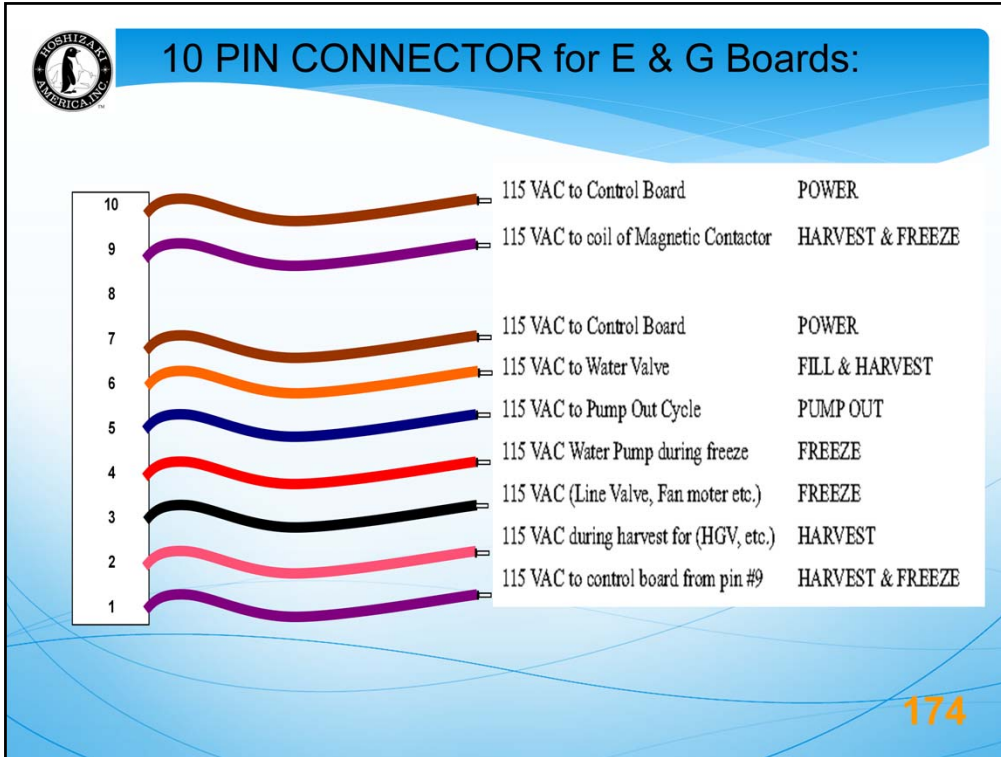 HOSHIZAKI
AMERICA, INC.
TM
10 PIN CONNECTOR for E & G Boards:
10 115 VAC to Control Board POWER
9 115 VAC to coil of Magnetic Contactor HARVEST & FREEZE
8
7 115 VAC to Control Board POWER
6 115 VAC to Water Valve FILL & HARVEST
5 115 VAC to Pump Out Cycle PUMP OUT
4 115 VAC Water Pump during freeze FREEZE
3 115 VAC (Line Valve, Fan moter etc.) FREEZE
2 115 VAC during harvest for (HGV, etc.) HARVEST
1 115 VAC to control board from pin #9 HARVEST & FREEZE
174